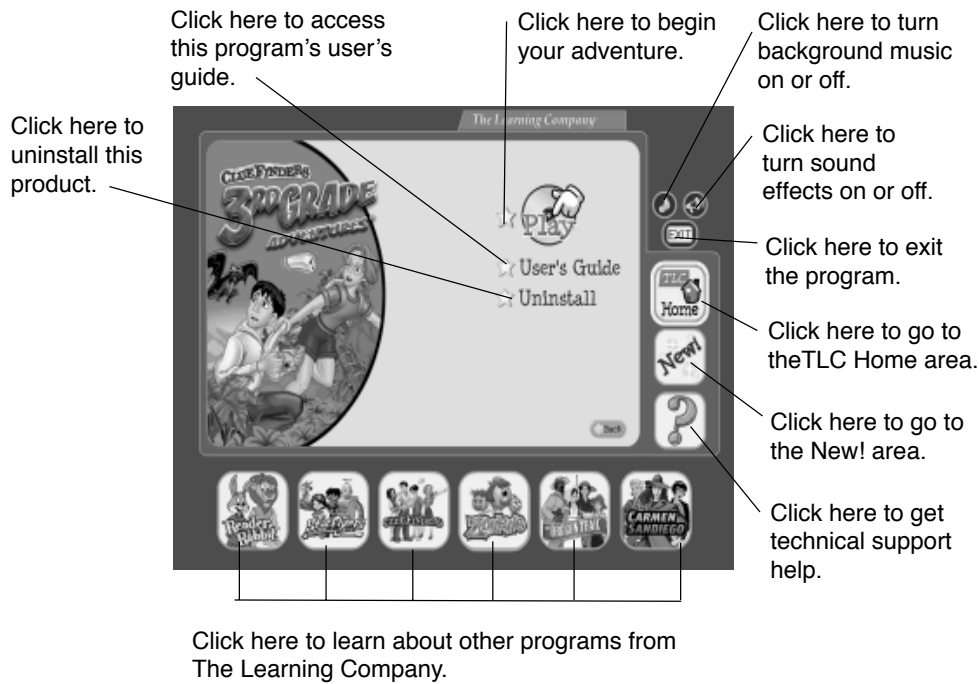 Click here to access
this program's user's
guide.
Click here to begin
your adventure.
Click here to turn
background music
on or off.
Click here to
uninstall this
product.
Click here to
turn sound
effects on or off.
Click here to exit
the program.
Click here to go to
theTLC Home area.
Click here to go to
the New! area.
Click here to get
technical support
help.
The Learning Company
CLUEFINDERS
3RD GRADE
ADVENTURES
Play
User's Guide
Uninstall
EXIT
TLC
Home
New!
?
Back
Reader
Rabbit
CLUEFINDERS
CARMEN
SANDIEGO
Click here to learn about other programs from
The Learning Company.